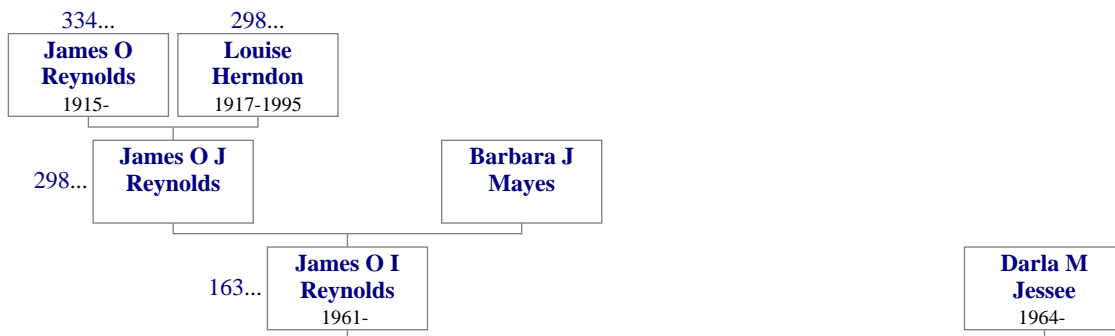 334...
298...
James O
Reynolds
1915-
Louise
Herndon
1917-1995
298...
James O J
Reynolds
Barbara J
Mayes
163...
James O I
Reynolds
1961-
Darla M
Jessee
1964-